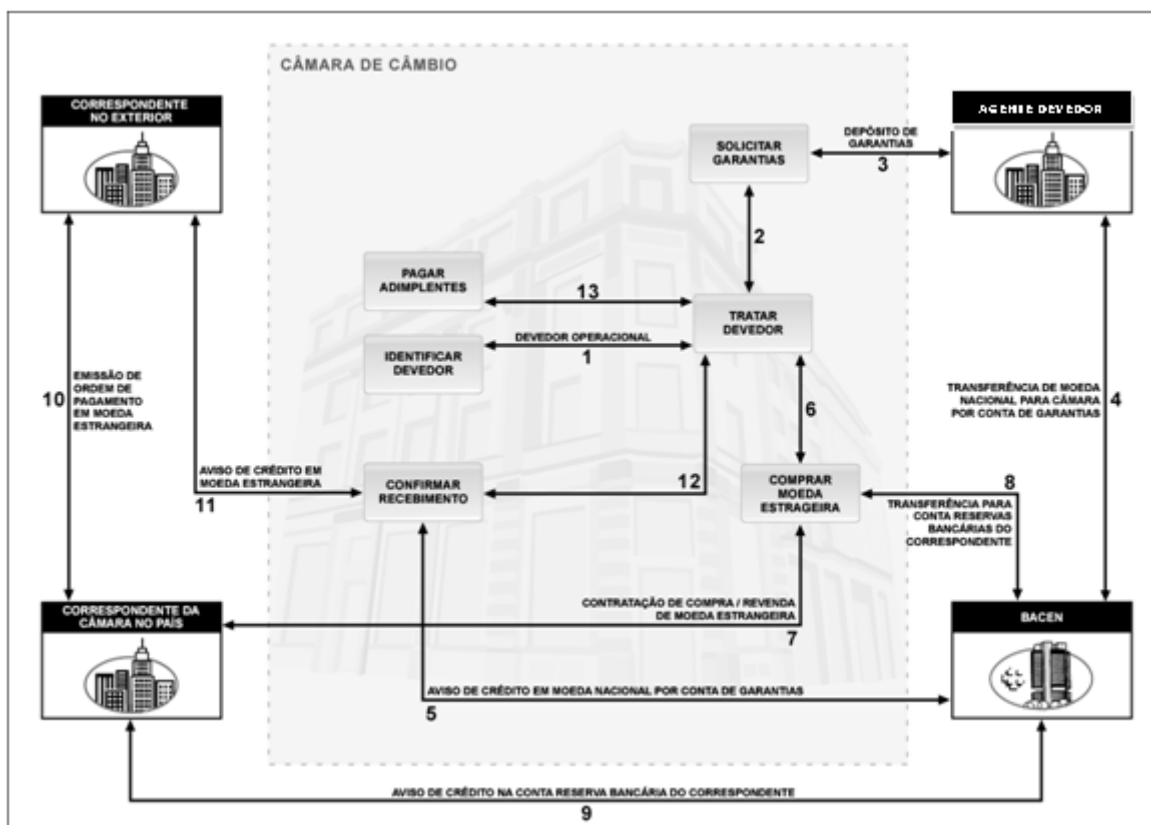 CÂMARA DE CÂMBIO
CORRESPONDENTE
NO EXTERIOR
AGENTE DEVEDOR
SOLICITAR
GARANTIAS
DEPÓSITO DE
GARANTIAS
3
2
PAGAR
ADIMPLENTES
13
TRATAR
DEVEDOR
DEVEDOR OPERACIONAL
1
IDENTIFICAR
DEVEDOR
10
EMISSÃO DE
ORDEM DE
PAGAMENTO
EM MOEDA
ESTRANGEIRA
6
TRANSFERÊNCIA DE MOEDA
NACIONAL PARA CÂMARA
POR CONTA DE GARANTIAS
4
AVISO DE CRÉDITO EM
MOEDA ESTRANGEIRA
11
CONFIRMAR
RECEBIMENTO
12
COMPRAR
MOEDA
ESTRAGEIRA
8
TRANSFERÊNCIA PARA
CONTA RESERVAS
BANCÁRIAS DO
CORRESPONDENTE
CORRESPONDENTE DA
CÂMARA NO PAÍS
CONTRATAÇÃO DE COMPRA / REVENDA
DE MOEDA ESTRANGEIRA
7
BACEN
AVISO DE CRÉDITO EM MOEDA NACIONAL POR CONTA DE GARANTIAS
5
AVISO DE CRÉDITO NA CONTA RESERVA BANCÁRIA DO CORRESPONDENTE
9